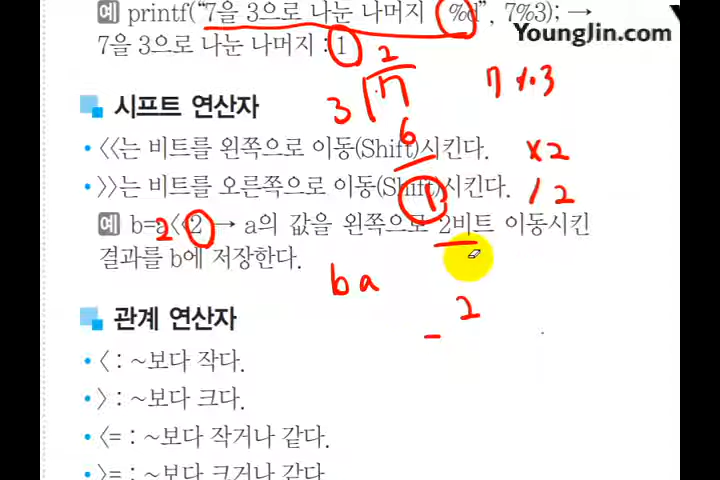 예 printf("7을 3으로 나눈 나머지 %d", 7%3); →
YoungJin.com
7을 3으로 나눈 나머지 : 1
2
3 7
7 % 3
6
1
시프트 연산자
• <<는 비트를 왼쪽으로 이동(Shift)시킨다. x2
• >>는 비트를 오른쪽으로 이동(Shift)시킨다. /2
예 b=a<<2 → a의 값을 왼쪽으로 2비트 이동시킨
2
결과를 b에 저장한다.
b a
2
관계 연산자
• < : ~보다 작다.
• > : ~보다 크다.
• <= : ~보다 작거나 같다.
• >= : ~보다 크거나 같다.